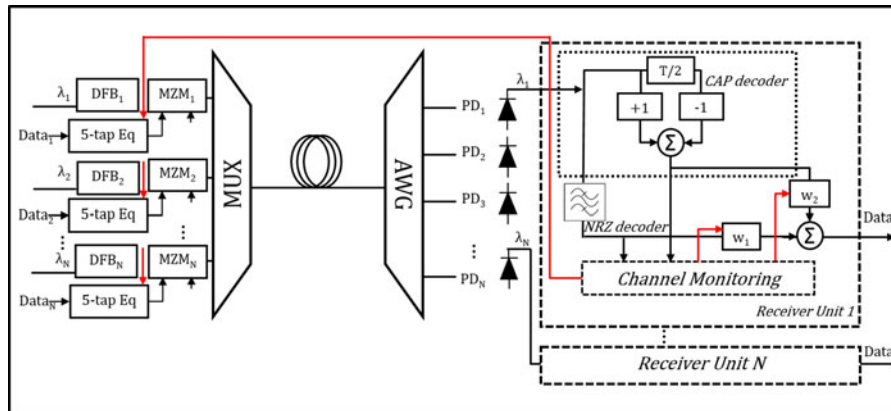 λ1 DFB1 MZM1
Data1 5-tap Eq
λ2 DFB2 MZM2
Data2 5-tap Eq
λN DFBN MZMN
DataN 5-tap Eq
MUX
AWG
PD1
PD2
PD3
PDN
λ1
λN
T/2
CAP decoder
+1
-1
Σ
w2
NRZ decoder
w1
Σ
Data
Channel Monitoring
Receiver Unit 1
Receiver Unit N
Data